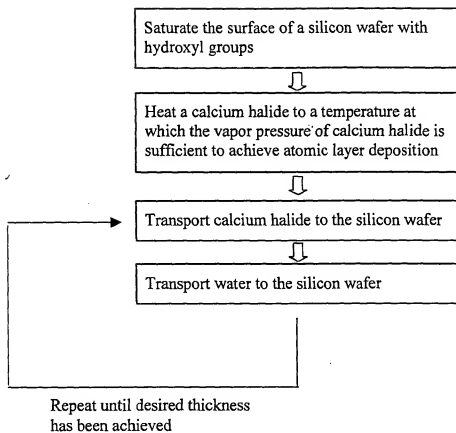 Saturate the surface of a silicon wafer with
hydroxyl groups
Heat a calcium halide to a temperature at
which the vapor pressure of calcium halide is
sufficient to achieve atomic layer deposition
Transport calcium halide to the silicon wafer
Transport water to the silicon wafer
Repeat until desired thickness
has been achieved